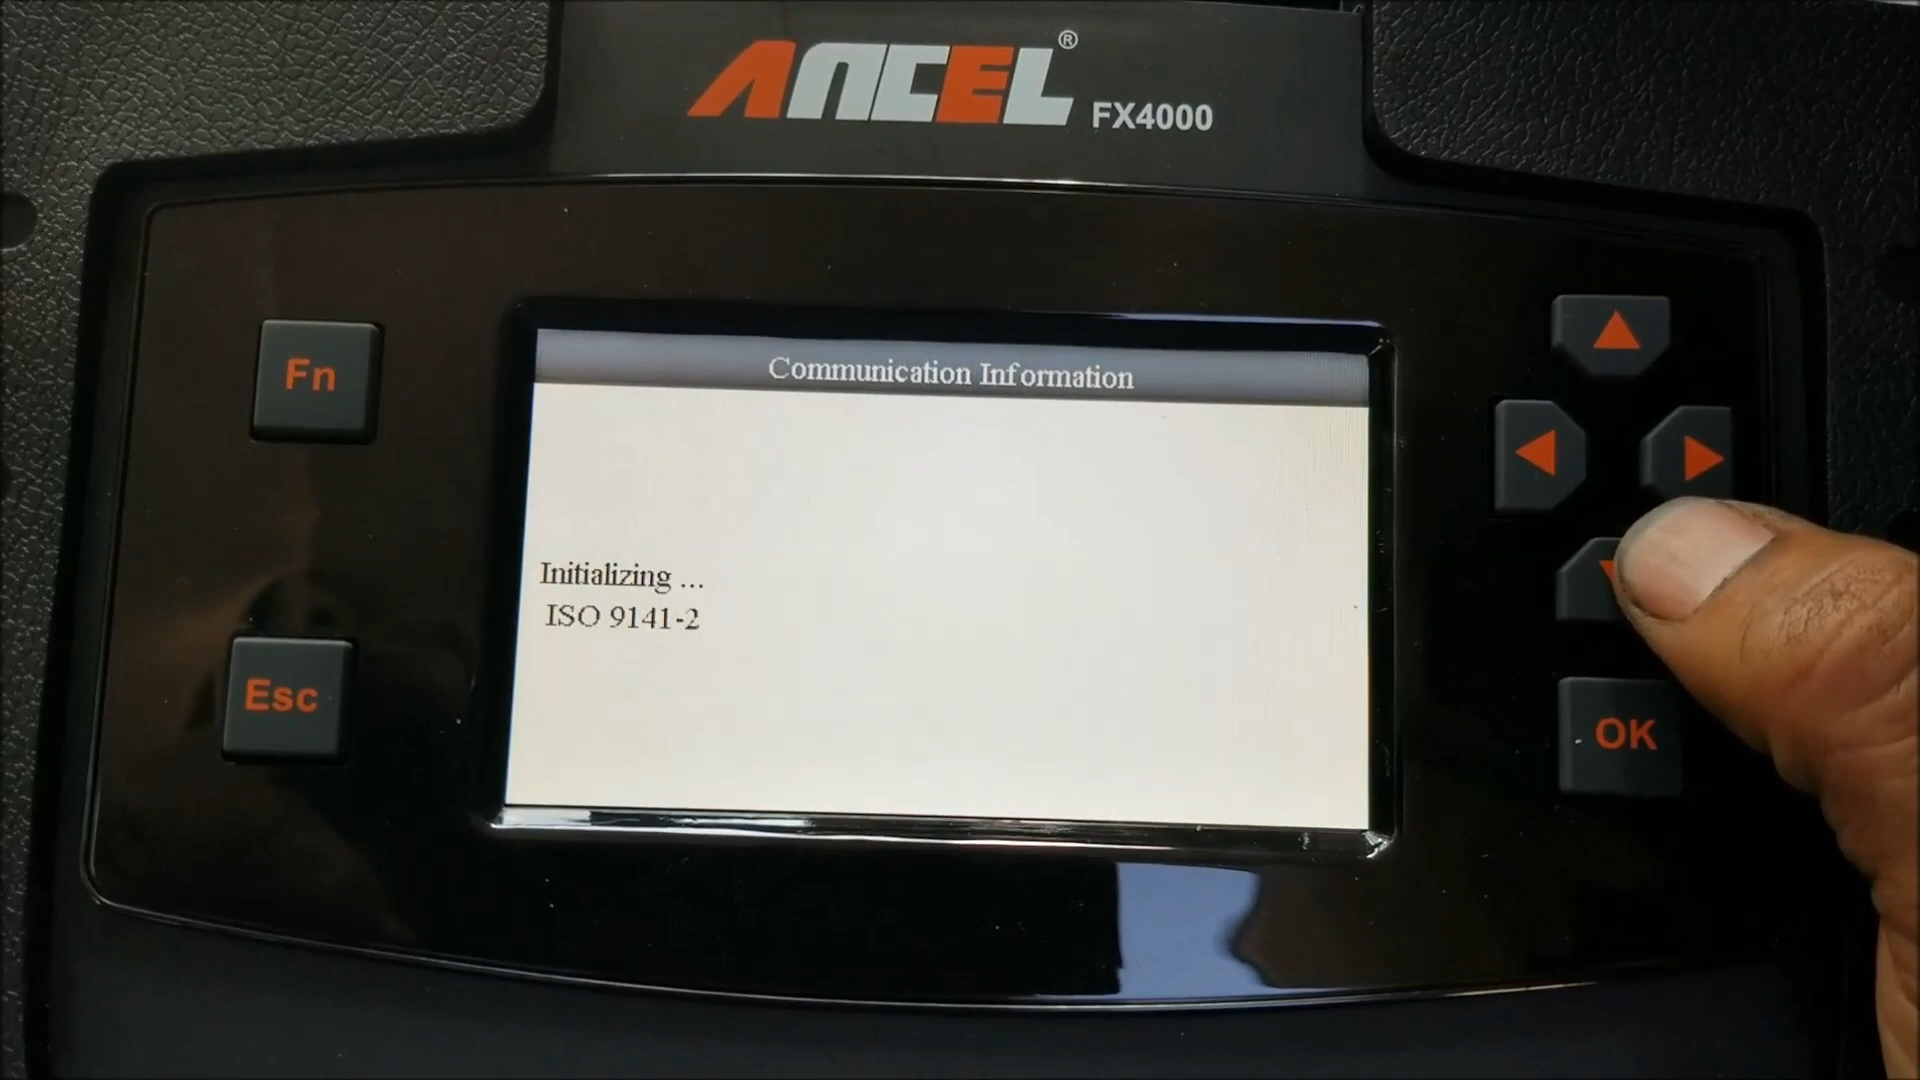 ANCEL®
FX4000
Fn
Communication Information
Initializing ...
ISO 9141-2
Esc
OK